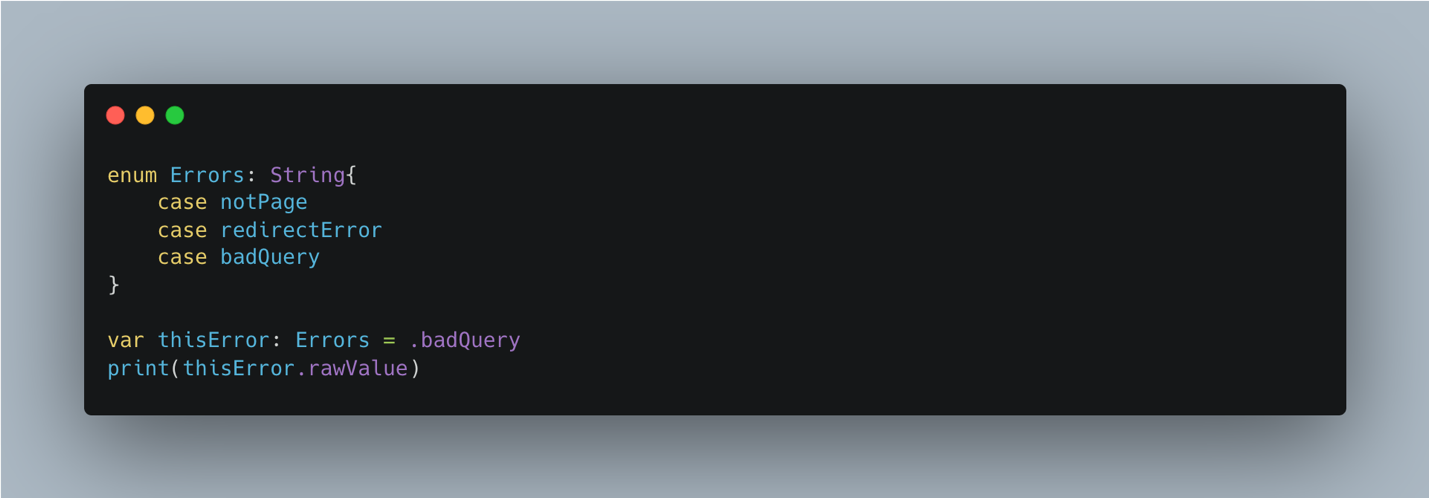 enum Errors: String{
    case notPage
    case redirectError
    case badQuery
}

var thisError: Errors = .badQuery
print(thisError.rawValue)